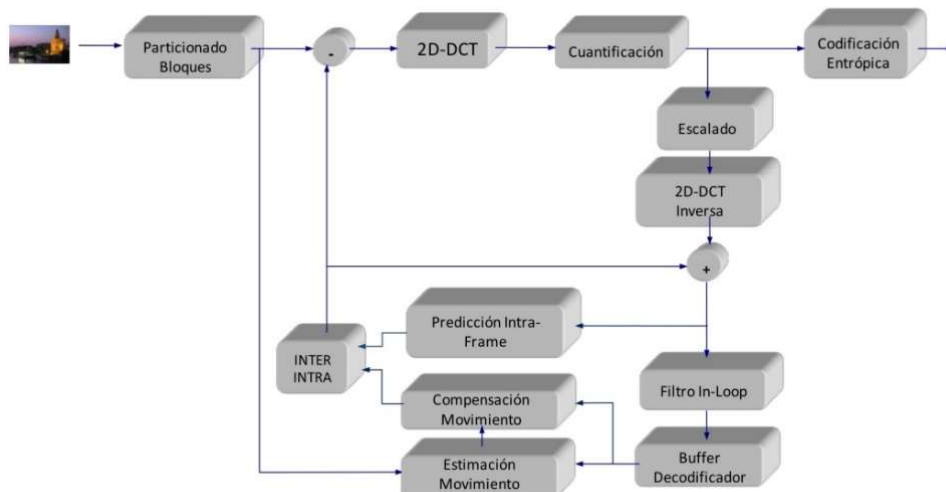 Particionado
Bloques
-
2D-DCT
Cuantificación
Codificación
Entrópica
Escalado
2D-DCT
Inversa
+
Predicción Intra-
Frame
INTER
INTRA
Compensación
Movimiento
Filtro In-Loop
Estimación
Movimiento
Buffer
Decodificador